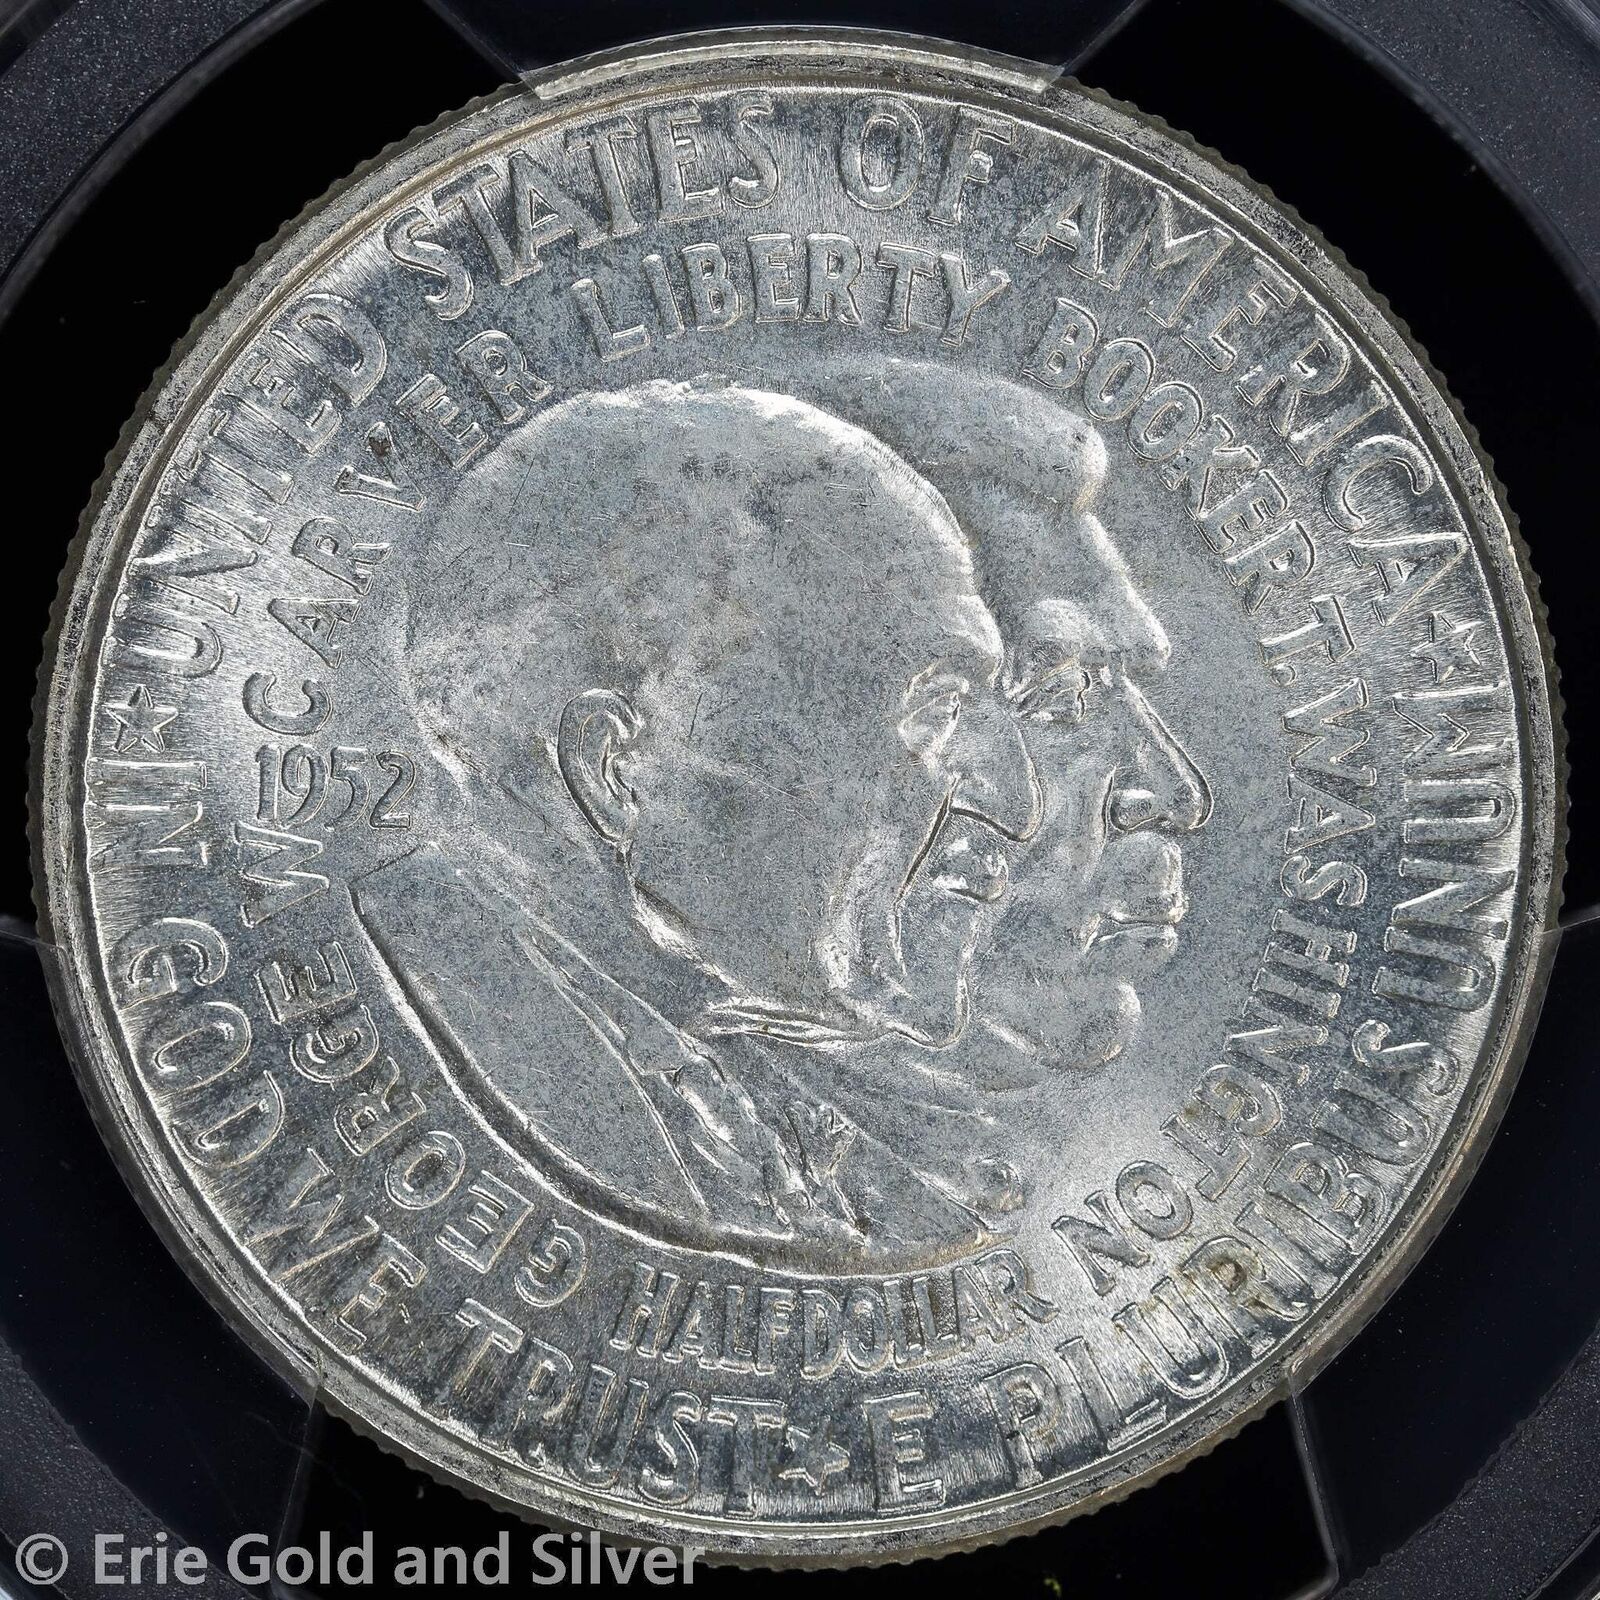 UNITED STATES OF AMERICA
E PLURIBUS UNUM
IN GOD WE TRUST
LIBERTY
BOOKER T. WASHINGTON
GEORGE W CARVER
1952
HALF DOLLAR
© Erie Gold and Silver